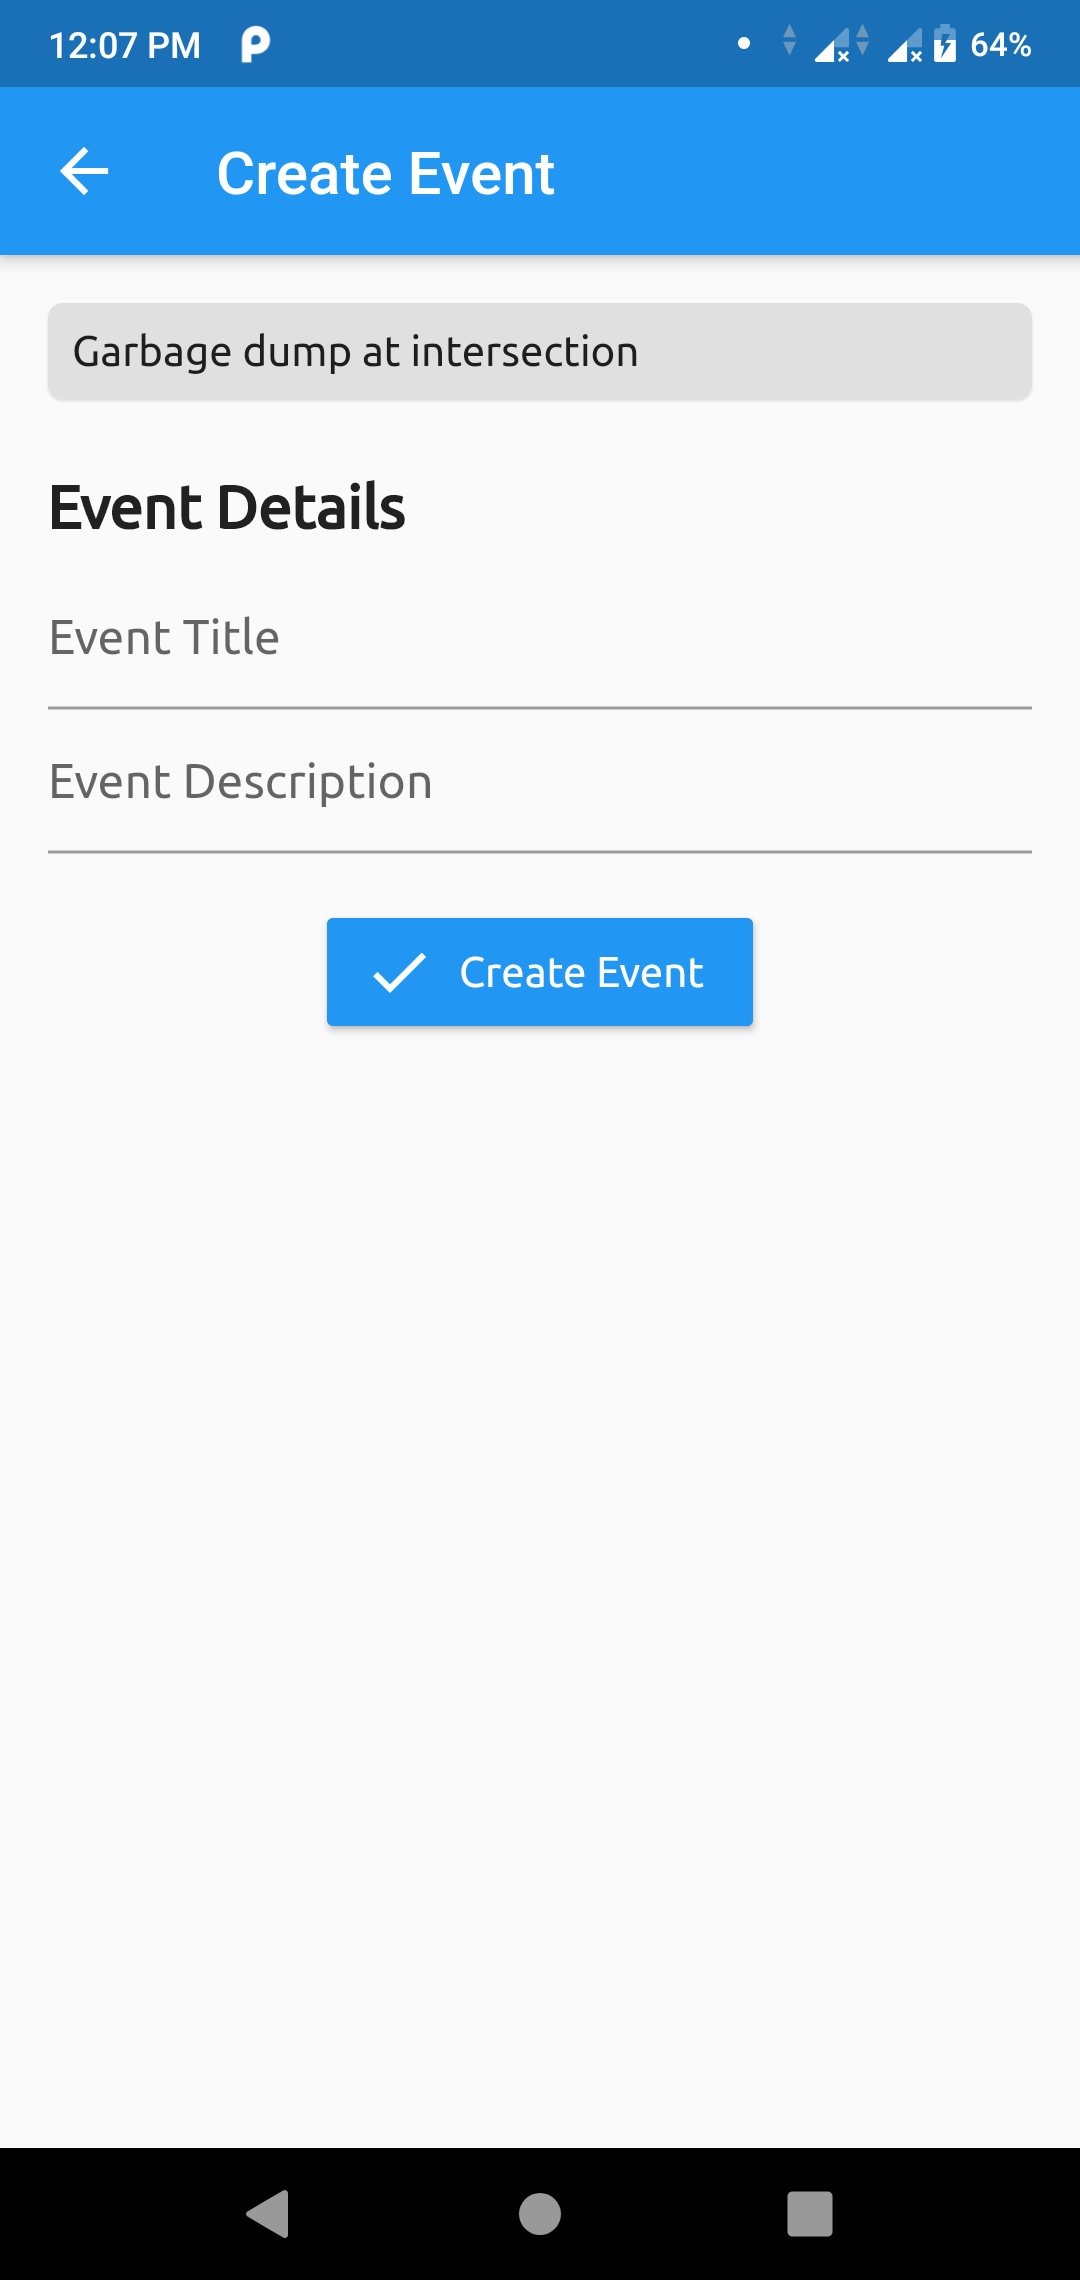 12:07 PM
64%
Create Event
Garbage dump at intersection
Event Details
Event Title
Event Description
Create Event